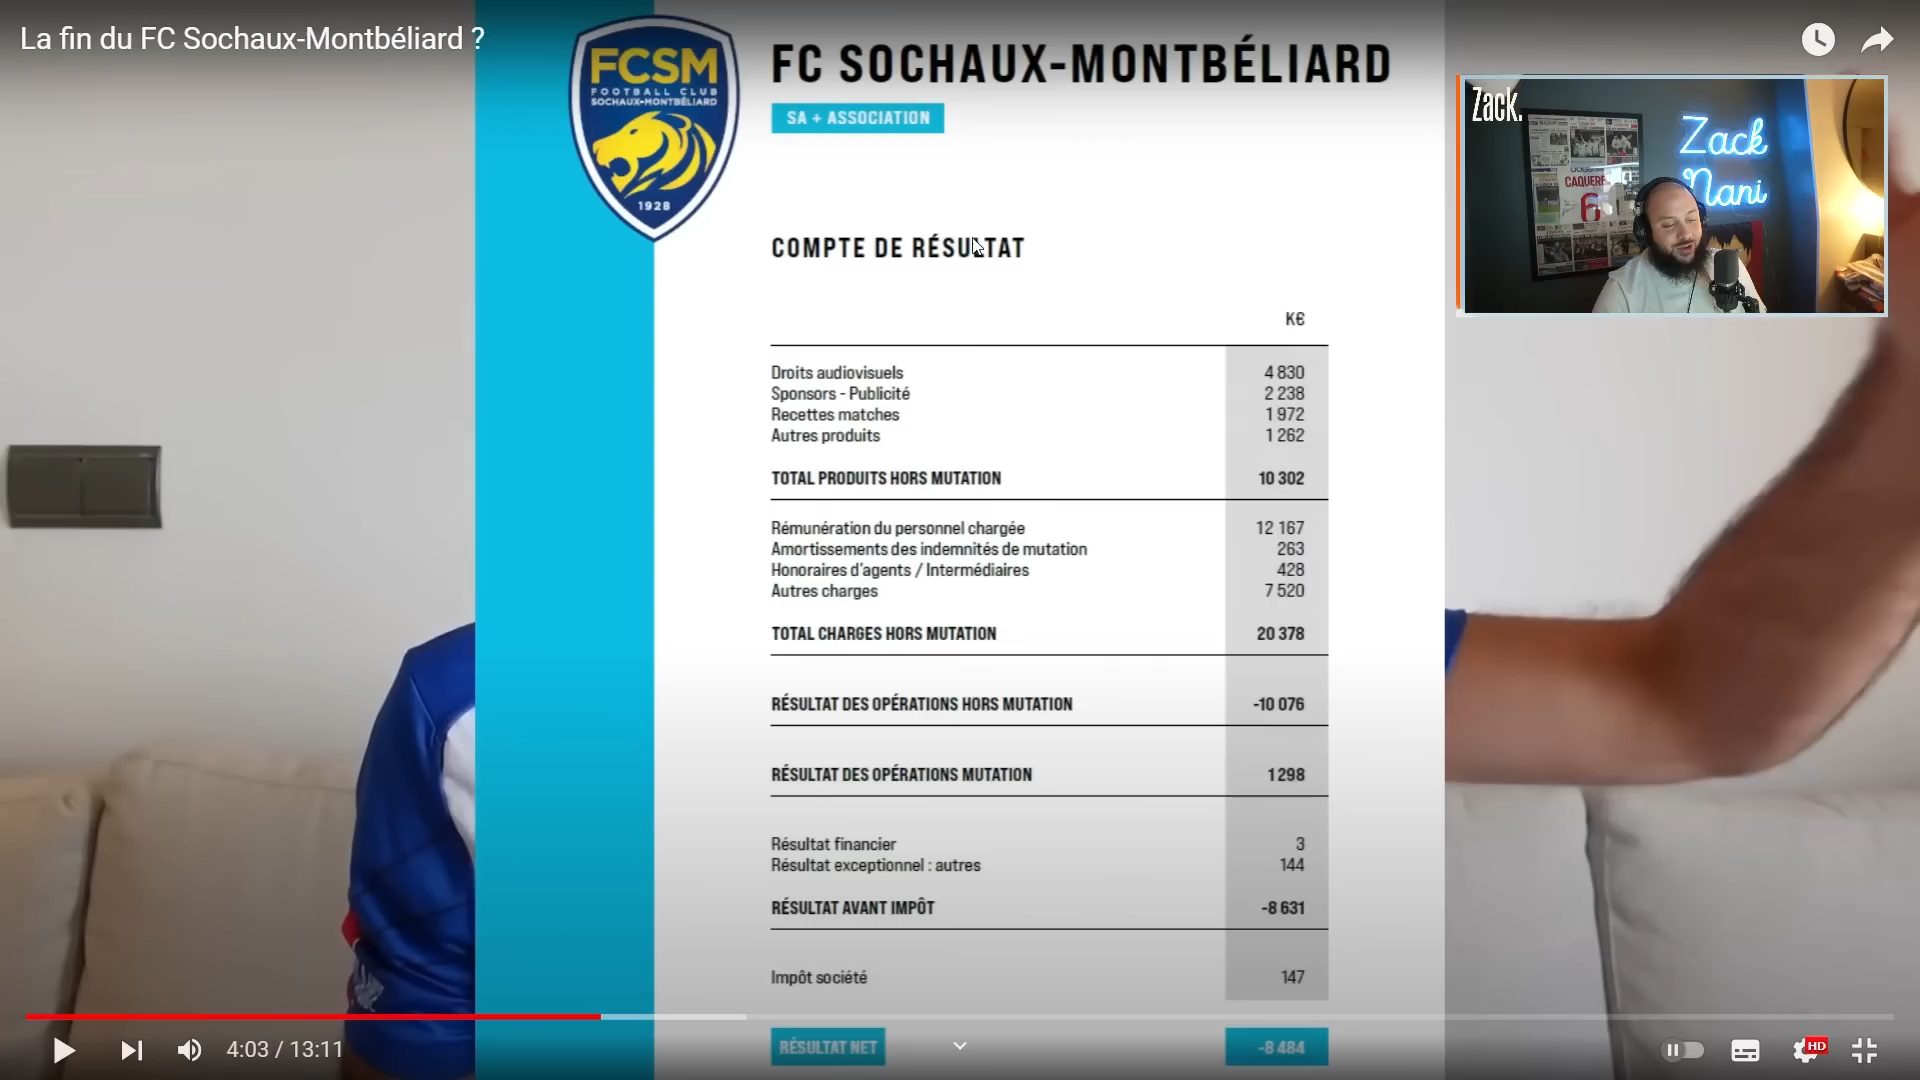 La fin du FC Sochaux-Montbéliard ?
FCSM
FOOTBALL CLUB
SOCHAUX-MONTBÉLIARD
1928
FC SOCHAUX-MONTBÉLIARD
SA + ASSOCIATION
Zack.
Zack
Nani
CAQUERET
6
COMPTE DE RÉSULTAT
K€
Droits audiovisuels 4 830
Sponsors - Publicité 2 238
Recettes matches 1 972
Autres produits 1 262
TOTAL PRODUITS HORS MUTATION 10 302
Rémunération du personnel chargée 12 167
Amortissements des indemnités de mutation 263
Honoraires d'agents / Intermédiaires 428
Autres charges 7 520
TOTAL CHARGES HORS MUTATION 20 378
RÉSULTAT DES OPÉRATIONS HORS MUTATION -10 076
RÉSULTAT DES OPÉRATIONS MUTATION 1 298
Résultat financier 3
Résultat exceptionnel : autres 144
RÉSULTAT AVANT IMPÔT -8 631
Impôt société 147
RÉSULTAT NET -8 484
4:03 / 13:11
HD